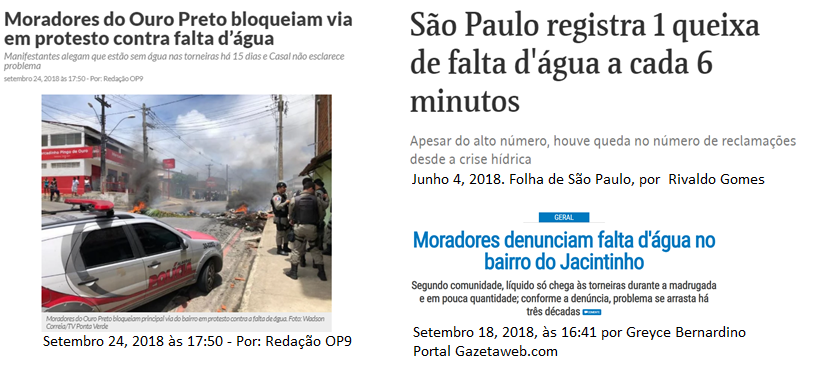 Moradores do Ouro Preto bloqueiam via
em protesto contra falta d'água
Manifestantes alegam que estão sem água nas torneiras há 15 dias e Casal não esclarece
problema
setembro 24, 2018 às 17:50 - Por: Redação OP9
Moradores do Ouro Preto bloqueiam principal via do bairro em protesto contra a falta de água. Foto: Wadson
Correia/TV Ponta Verde
Setembro 24, 2018 às 17:50 - Por: Redação OP9
São Paulo registra 1 queixa
de falta d'água a cada 6
minutos
Apesar do alto número, houve queda no número de reclamações
desde a crise hídrica
Junho 4, 2018. Folha de São Paulo, por Rivaldo Gomes
GERAL
Moradores denunciam falta d'água no
bairro do Jacintinho
Segundo comunidade, líquido só chega às torneiras durante a madrugada
e em pouca quantidade; conforme a denúncia, problema se arrasta há
três décadas
Setembro 18, 2018, às 16:41 por Greyce Bernardino
Portal Gazetaweb.com